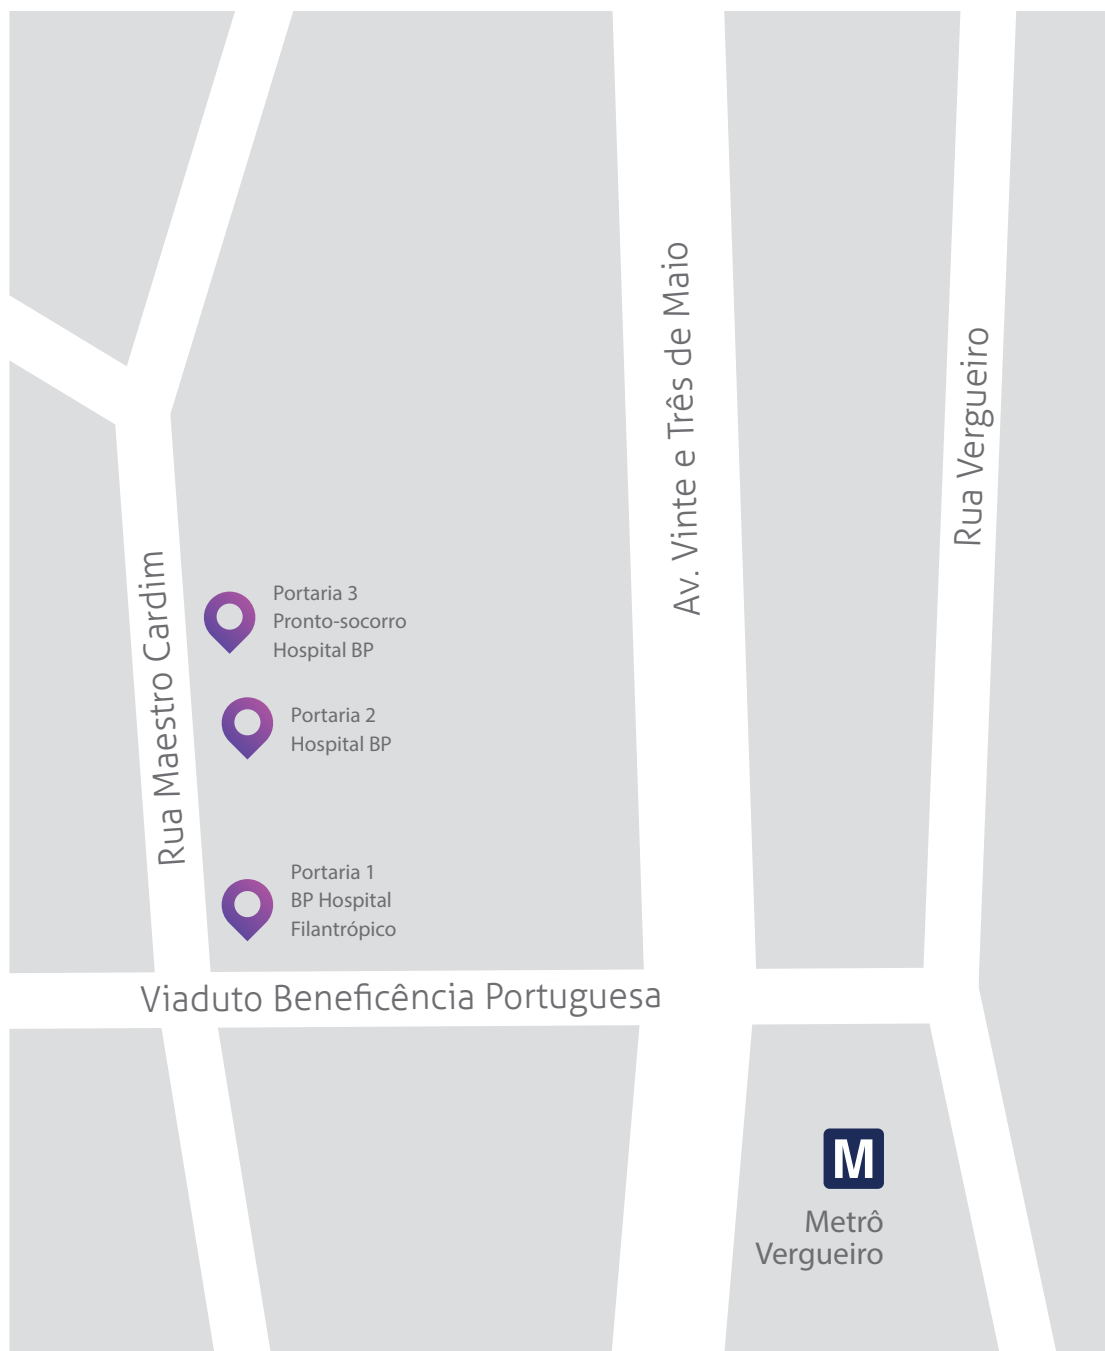 Av. Vinte e Três de Maio
Rua Vergueiro
Rua Maestro Cardim
Portaria 3
Pronto-socorro
Hospital BP
Portaria 2
Hospital BP
Portaria 1
BP Hospital
Filantrópico
Viaduto Beneficência Portuguesa
M
Metrô
Vergueiro